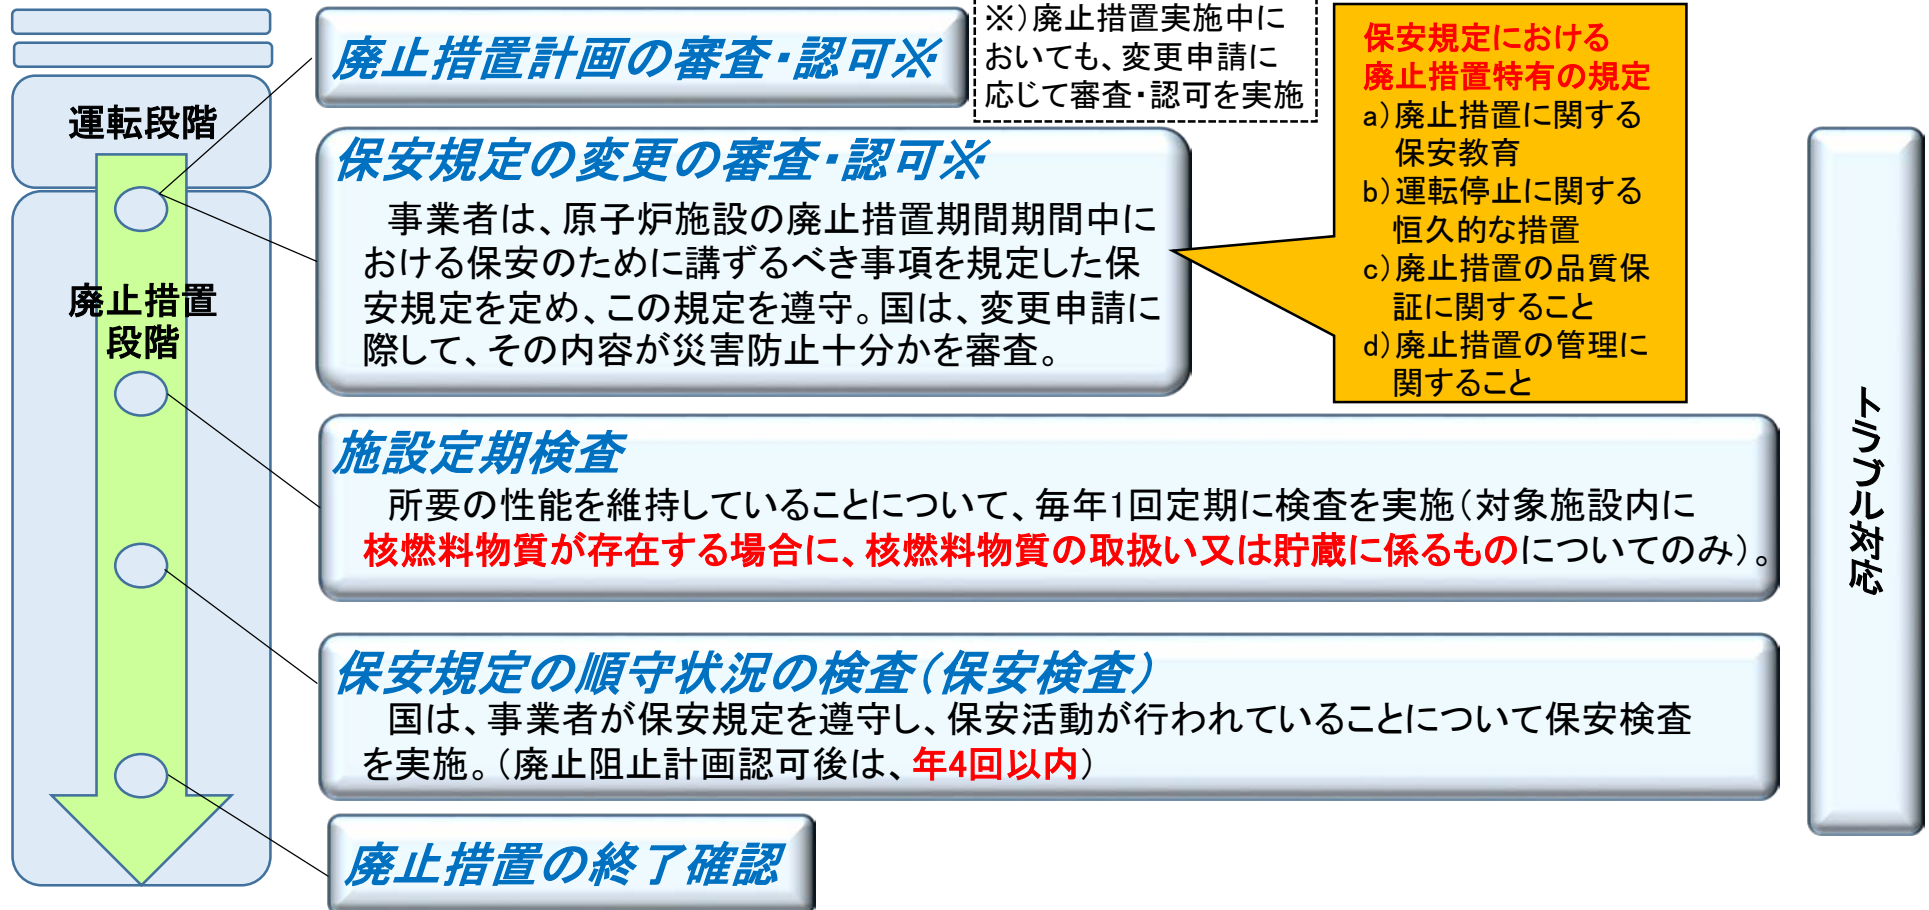 運転段階
廃止措置
段階
廃止措置計画の審査・認可※
※)廃止措置実施中に
おいても、変更申請に
応じて審査・認可を実施
保安規定の変更の審査・認可※
事業者は、原子炉施設の廃止措置期間期間中に
おける保安のために講ずるべき事項を規定した保
安規定を定め、この規定を遵守。国は、変更申請に
際して、その内容が災害防止十分かを審査。
保安規定における
廃止措置特有の規定
a)廃止措置に関する
保安教育
b)運転停止に関する
恒久的な措置
c)廃止措置の品質保
証に関すること
d)廃止措置の管理に
関すること
施設定期検査
所要の性能を維持していることについて、毎年1回定期に検査を実施(対象施設内に
核燃料物質が存在する場合に、核燃料物質の取扱い又は貯蔵に係るものについてのみ)。
保安規定の順守状況の検査(保安検査)
国は、事業者が保安規定を遵守し、保安活動が行われていることについて保安検査
を実施。(廃止阻止計画認可後は、年4回以内)
廃止措置の終了確認
トラブル対応